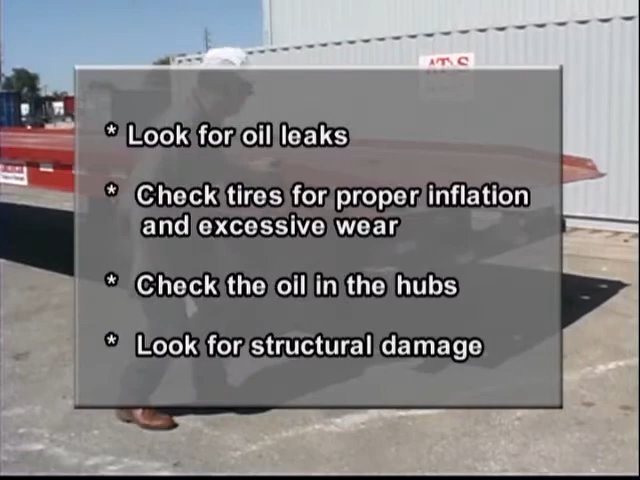 AT&S
* Look for oil leaks
* Check tires for proper inflation
and excessive wear
* Check the oil in the hubs
* Look for structural damage